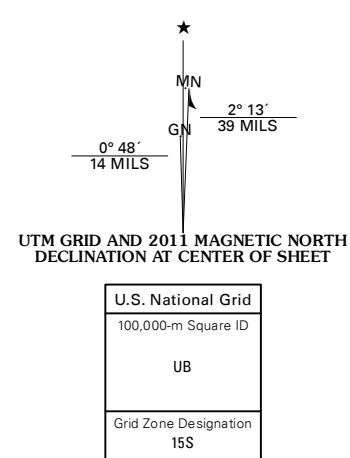 ★
MN
GN
2° 13´
39 MILS
0° 48´
14 MILS
UTM GRID AND 2011 MAGNETIC NORTH
DECLINATION AT CENTER OF SHEET
U.S. National Grid
100,000-m Square ID
UB
Grid Zone Designation
15S